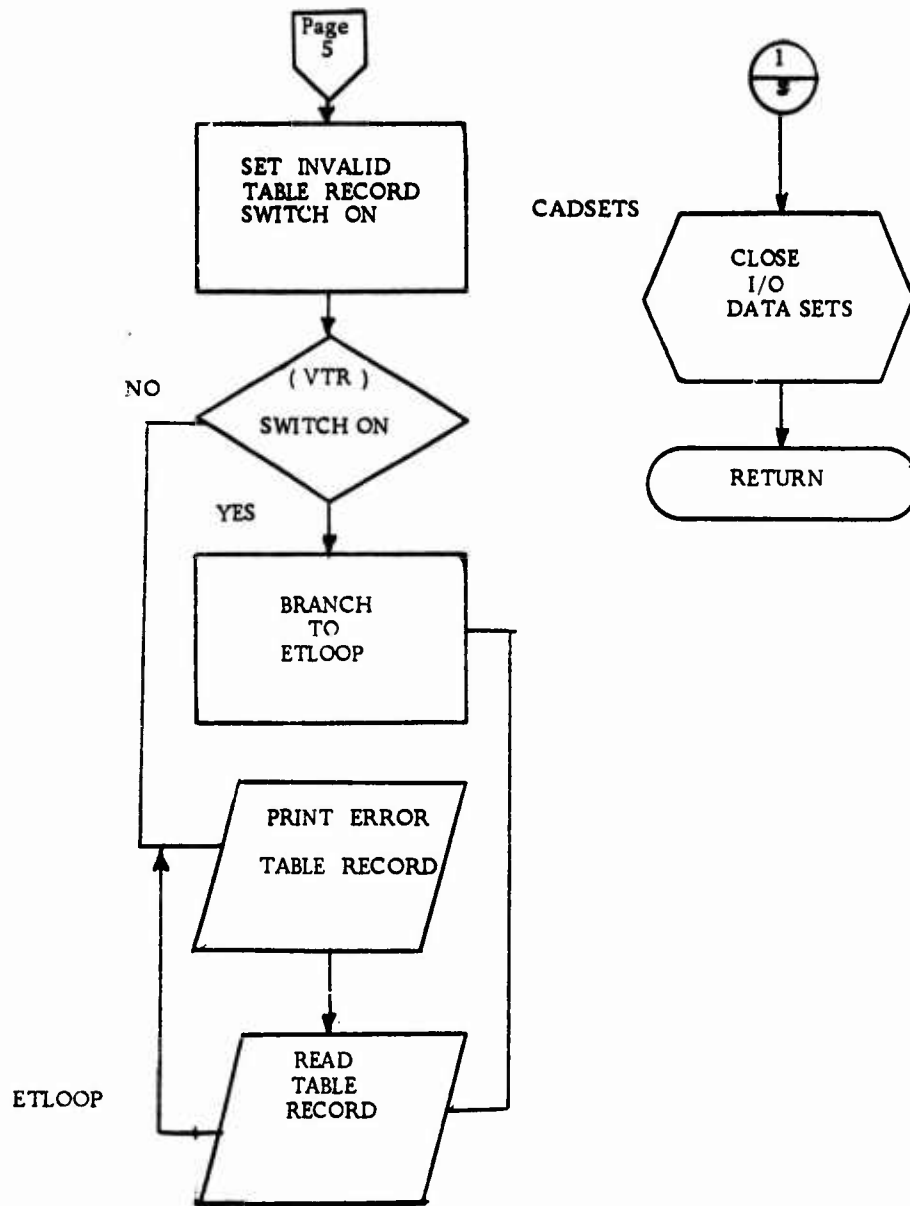 Page
5
SET INVALID
TABLE RECORD
SWITCH ON
NO
( VTR )
SWITCH ON
YES
BRANCH
TO
ETLOOP
PRINT ERROR
TABLE RECORD
READ
TABLE
RECORD
ETLOOP
1
CADSETS
CLOSE
I/O
DATA SETS
RETURN